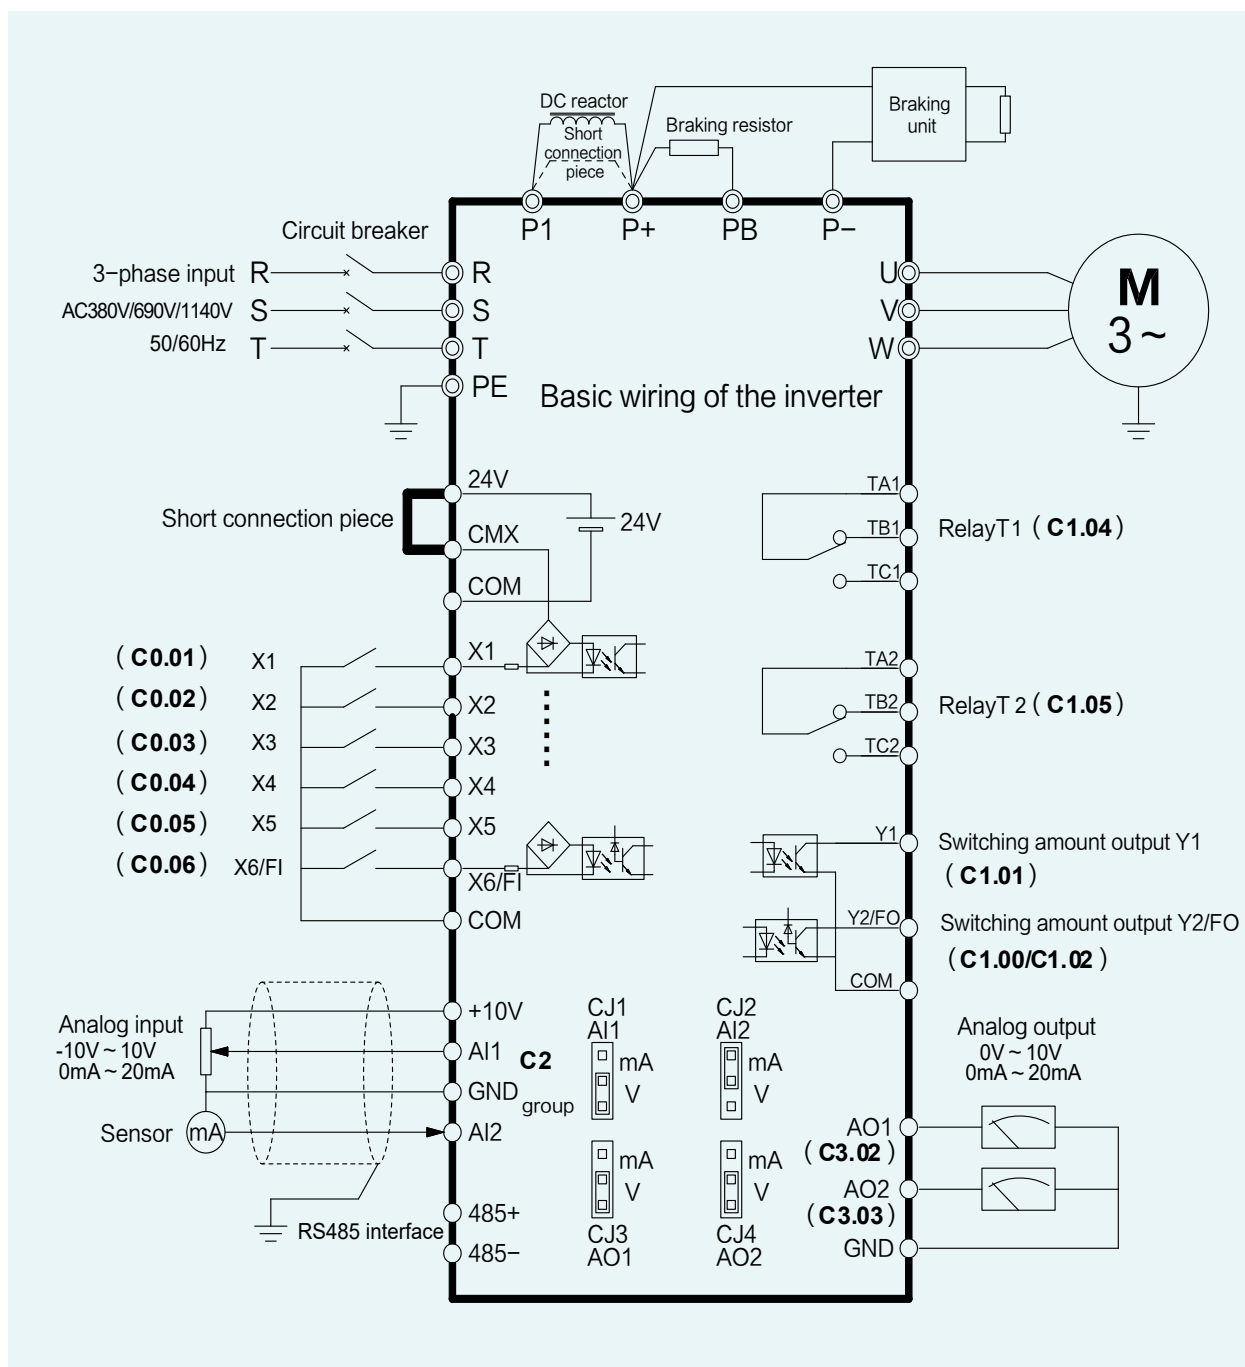 DC reactor
Short
connection
piece
Braking resistor
Braking
unit
P1
P+
PB
P−
Circuit breaker
3−phase input R
R
AC380V/690V/1140V S
S
50/60Hz T
T
PE
U
V
W
M
3~
Basic wiring of the inverter
Short connection piece
24V
CMX
COM
24V
TA1
TB1
TC1
RelayT1 (C1.04)
(C0.01) X1
X1
(C0.02) X2
X2
(C0.03) X3
X3
(C0.04) X4
X4
(C0.05) X5
X5
(C0.06) X6/FI
X6/FI
COM
TA2
TB2
TC2
RelayT 2 (C1.05)
Y1
Switching amount output Y1
(C1.01)
Y2/FO
Switching amount output Y2/FO
(C1.00/C1.02)
COM
Analog input
-10V ~ 10V
0mA ~ 20mA
Sensor
mA
+10V
AI1
GND
AI2
C2
group
RS485 interface
485+
485−
CJ1
AI1
mA
V
CJ2
AI2
mA
V
mA
V
CJ3
AO1
mA
V
CJ4
AO2
Analog output
0V ~ 10V
0mA ~ 20mA
AO1
(C3.02)
AO2
(C3.03)
GND